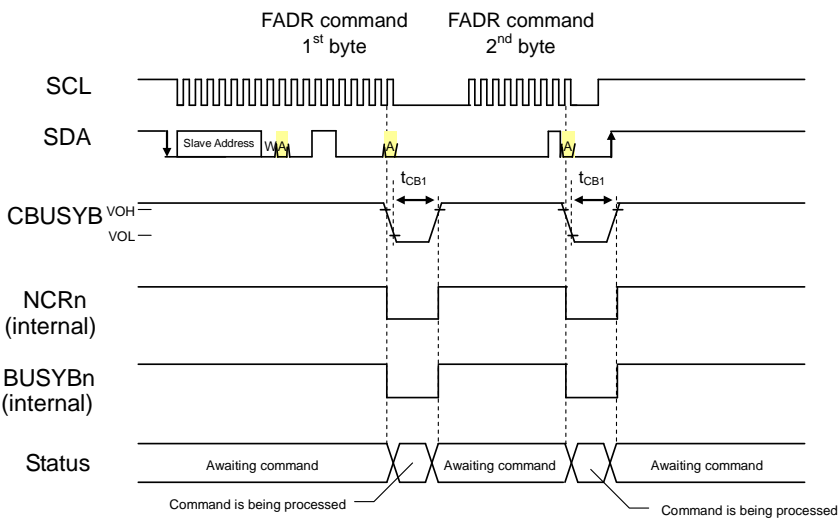 FADR command
1st byte
FADR command
2nd byte
SCL
SDA
Slave Address
W
A
A
A
tCB1
tCB1
CBUSYB
VOH
VOL
NCRn
(internal)
BUSYBn
(internal)
Status
Awaiting command
Awaiting command
Awaiting command
Command is being processed
Command is being processed